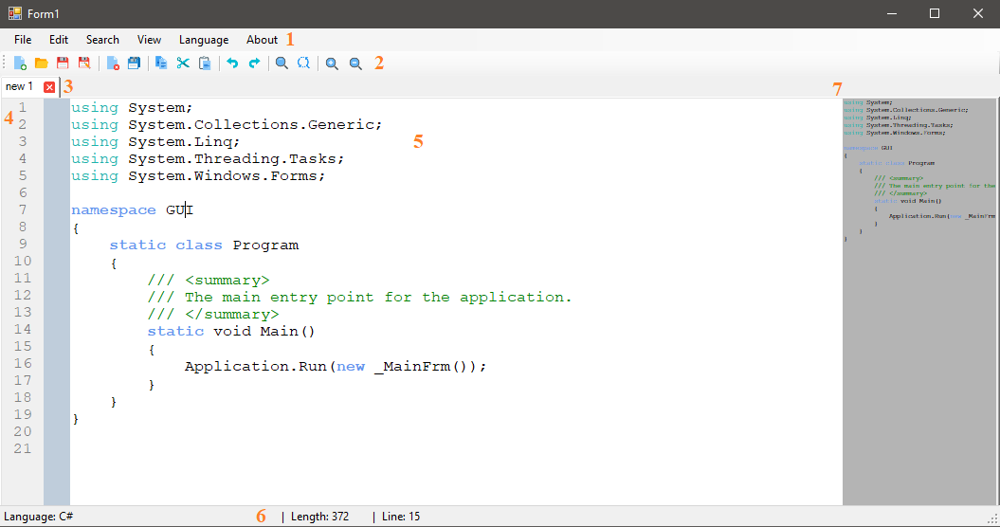 Form1
File Edit Search View Language About 1
2
new 1 3 7
4
1 using System;
2 using System.Collections.Generic;
3 using System.Linq; 5
4 using System.Threading.Tasks;
5 using System.Windows.Forms;
6
7 namespace GUI
8 {
9 static class Program
10 {
11 /// <summary>
12 /// The main entry point for the application.
13 /// </summary>
14 static void Main()
15 {
16 Application.Run(new _MainFrm());
17 }
18 }
19 }
20
21
using System;
using System.Collections.Generic;
using System.Linq;
using System.Threading.Tasks;
using System.Windows.Forms;
namespace GUI
{
static class Program
{
/// <summary>
/// The main entry point for the
/// </summary>
static void Main()
{
Application.Run(new _MainFrm
}
}
}
Language: C# 6 | Length: 372 | Line: 15